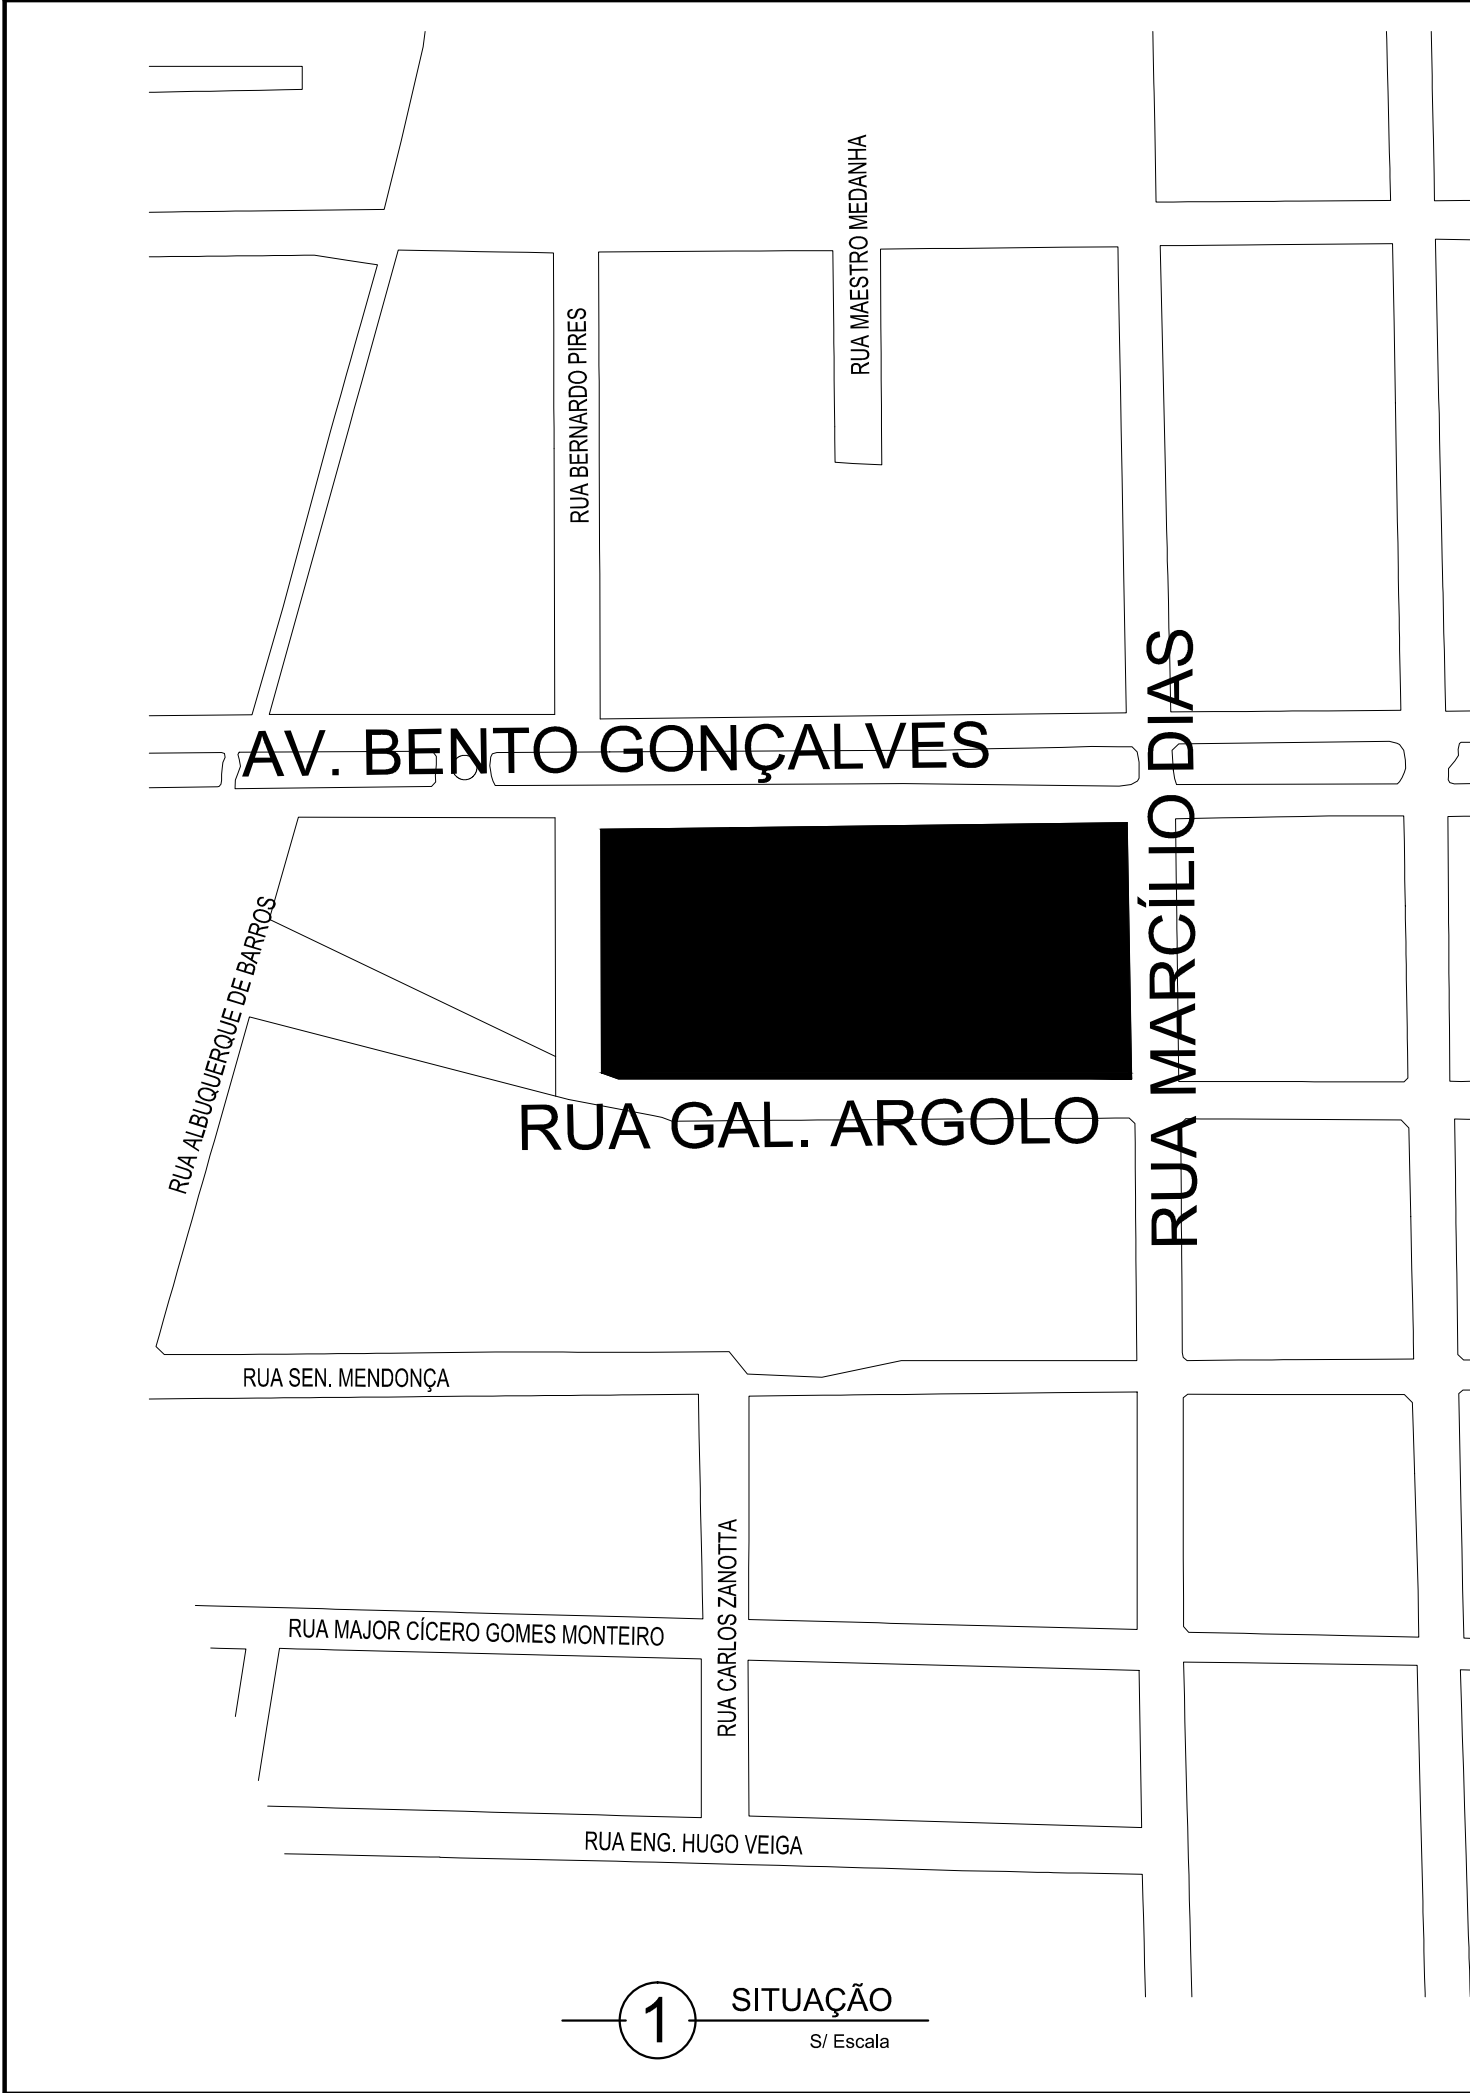 RUA MAESTRO MEDANHA
RUA BERNARDO PIRES
AV. BENTO GONÇALVES
RUA MARCÍLIO DIAS
RUA ALBUQUERQUE DE BARROS
RUA GAL. ARGOLO
RUA SEN. MENDONÇA
RUA CARLOS ZANOTTA
RUA MAJOR CÍCERO GOMES MONTEIRO
RUA ENG. HUGO VEIGA
1
SITUAÇÃO
S/ Escala